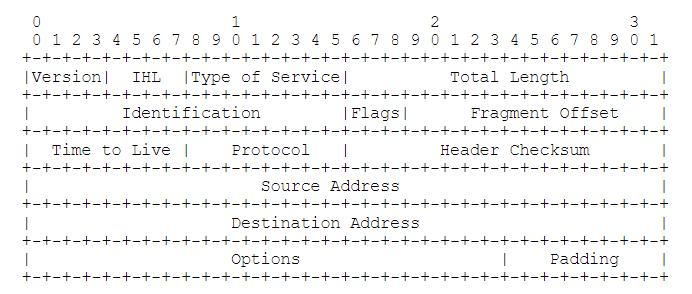 0                   1                   2                   3
 0 1 2 3 4 5 6 7 8 9 0 1 2 3 4 5 6 7 8 9 0 1 2 3 4 5 6 7 8 9 0 1
+-+-+-+-+-+-+-+-+-+-+-+-+-+-+-+-+-+-+-+-+-+-+-+-+-+-+-+-+-+-+-+-+
|Version|  IHL  |Type of Service|          Total Length         |
+-+-+-+-+-+-+-+-+-+-+-+-+-+-+-+-+-+-+-+-+-+-+-+-+-+-+-+-+-+-+-+-+
|         Identification        |Flags|      Fragment Offset    |
+-+-+-+-+-+-+-+-+-+-+-+-+-+-+-+-+-+-+-+-+-+-+-+-+-+-+-+-+-+-+-+-+
|  Time to Live |    Protocol   |         Header Checksum       |
+-+-+-+-+-+-+-+-+-+-+-+-+-+-+-+-+-+-+-+-+-+-+-+-+-+-+-+-+-+-+-+-+
|                       Source Address                          |
+-+-+-+-+-+-+-+-+-+-+-+-+-+-+-+-+-+-+-+-+-+-+-+-+-+-+-+-+-+-+-+-+
|                    Destination Address                        |
+-+-+-+-+-+-+-+-+-+-+-+-+-+-+-+-+-+-+-+-+-+-+-+-+-+-+-+-+-+-+-+-+
|                    Options                    |    Padding    |
+-+-+-+-+-+-+-+-+-+-+-+-+-+-+-+-+-+-+-+-+-+-+-+-+-+-+-+-+-+-+-+-+